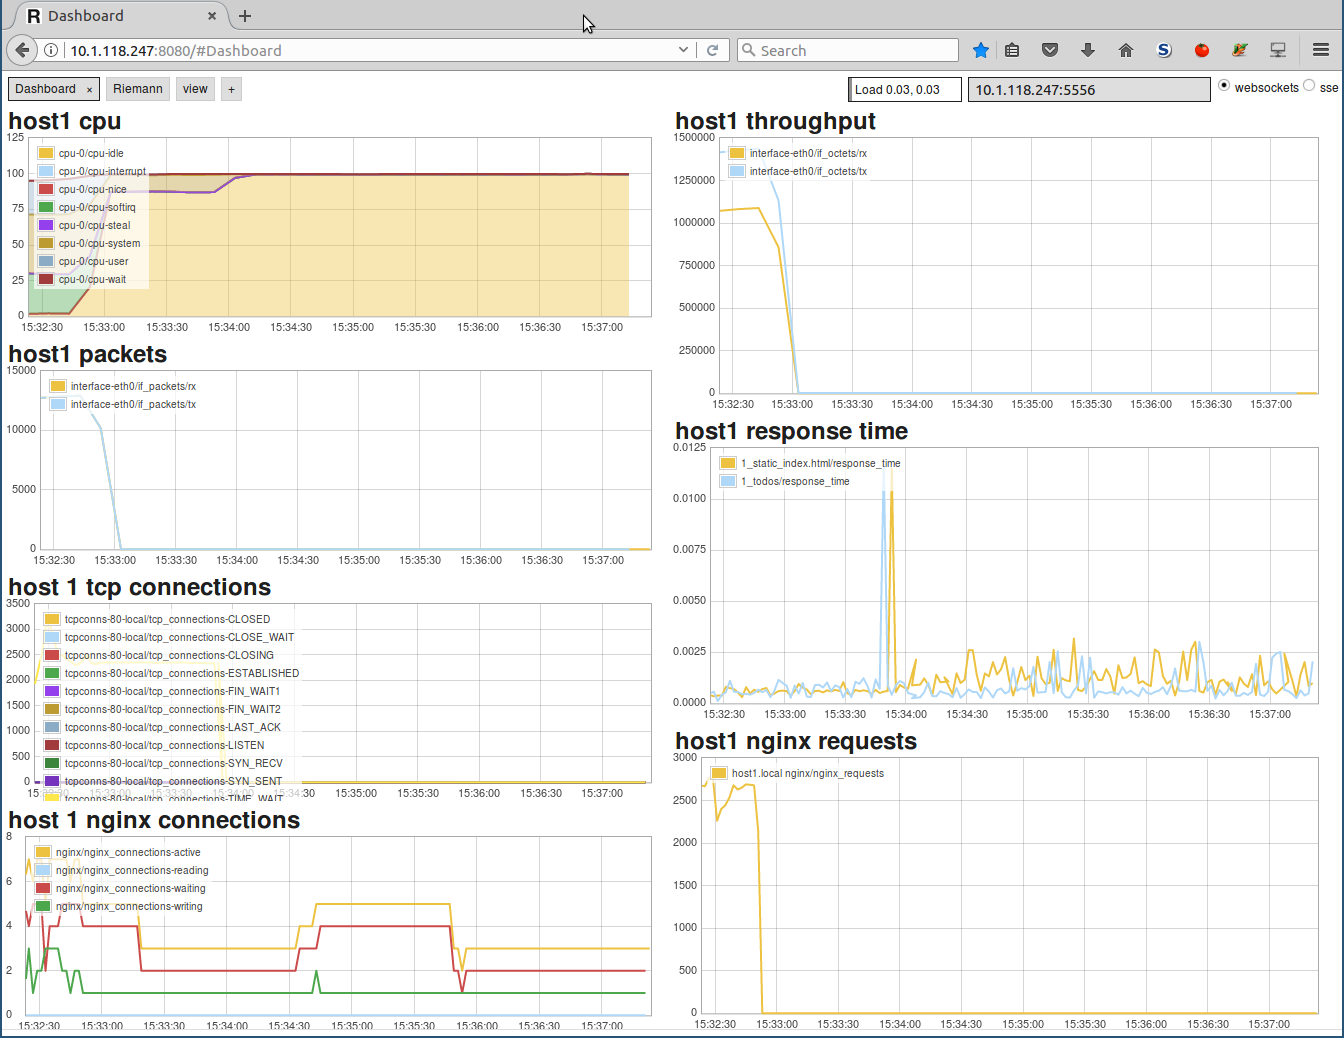 Dashboard
10.1.118.247:8080/#Dashboard
Search
Dashboard ×
Riemann
view
+
Load 0.03, 0.03
10.1.118.247:5556
websockets
sse
host1 cpu
125
100
75
50
25
0
cpu-0/cpu-idle
cpu-0/cpu-interrupt
cpu-0/cpu-nice
cpu-0/cpu-softirq
cpu-0/cpu-steal
cpu-0/cpu-system
cpu-0/cpu-user
cpu-0/cpu-wait
15:32:30 15:33:00 15:33:30 15:34:00 15:34:30 15:35:00 15:35:30 15:36:00 15:36:30 15:37:00
host1 packets
15000
10000
5000
0
interface-eth0/if_packets/rx
interface-eth0/if_packets/tx
15:32:30 15:33:00 15:33:30 15:34:00 15:34:30 15:35:00 15:35:30 15:36:00 15:36:30 15:37:00
host 1 tcp connections
3500
3000
2500
2000
1500
1000
500
0
tcpconns-80-local/tcp_connections-CLOSED
tcpconns-80-local/tcp_connections-CLOSE_WAIT
tcpconns-80-local/tcp_connections-CLOSING
tcpconns-80-local/tcp_connections-ESTABLISHED
tcpconns-80-local/tcp_connections-FIN_WAIT1
tcpconns-80-local/tcp_connections-FIN_WAIT2
tcpconns-80-local/tcp_connections-LAST_ACK
tcpconns-80-local/tcp_connections-LISTEN
tcpconns-80-local/tcp_connections-SYN_RECV
tcpconns-80-local/tcp_connections-SYN_SENT
tcpconns-80-local/tcp_connections-TIME_WAIT
15:35:00 15:35:30 15:36:00 15:36:30 15:37:00
host 1 nginx connections
8
6
4
2
0
nginx/nginx_connections-active
nginx/nginx_connections-reading
nginx/nginx_connections-waiting
nginx/nginx_connections-writing
15:32:30 15:33:00 15:33:30 15:34:00 15:34:30 15:35:00 15:35:30 15:36:00 15:36:30 15:37:00
host1 throughput
1500000
1250000
1000000
750000
500000
250000
0
interface-eth0/if_octets/rx
interface-eth0/if_octets/tx
15:32:30 15:33:00 15:33:30 15:34:00 15:34:30 15:35:00 15:35:30 15:36:00 15:36:30 15:37:00
host1 response time
0.0125
0.0100
0.0075
0.0050
0.0025
0.0000
1_static_index.html/response_time
1_todos/response_time
15:32:30 15:33:00 15:33:30 15:34:00 15:34:30 15:35:00 15:35:30 15:36:00 15:36:30 15:37:00
host1 nginx requests
3000
2500
2000
1500
1000
500
0
host1.local nginx/nginx_requests
15:32:30 15:33:00 15:33:30 15:34:00 15:34:30 15:35:00 15:35:30 15:36:00 15:36:30 15:37:00